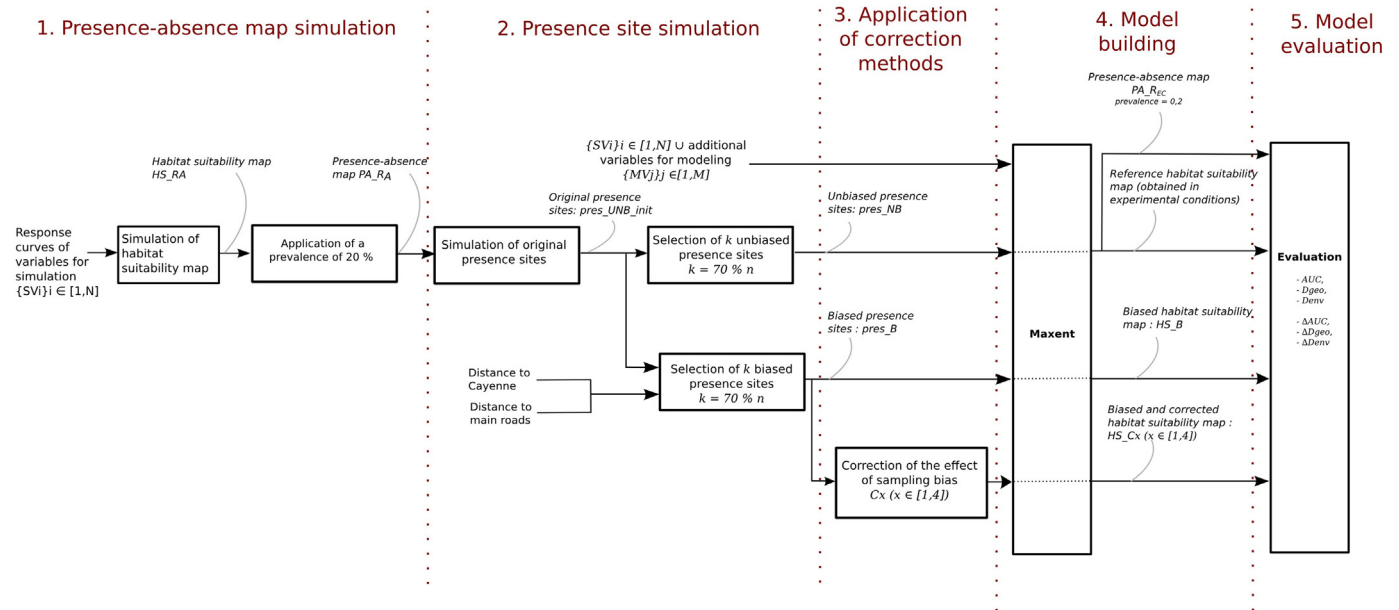 1. Presence-absence map simulation
2. Presence site simulation
3. Application
of correction
methods
4. Model
building
5. Model
evaluation
Response
curves of
variables for
simulation
{SVi}i ∈ [1,N]
Simulation of
habitat
suitability map
Habitat suitability map
HS_RA
Application of a
prevalence of 20 %
Presence-absence
map PA_RA
Simulation of original
presence sites
Original presence
sites: pres_UNB_init
{SVi}i ∈ [1,N] ∪ additional
variables for modeling
{MVj}j ∈[1,M]
Selection of k unbiased
presence sites
k = 70 % n
Distance to
Cayenne
Distance to
main roads
Selection of k biased
presence sites
k = 70 % n
Unbiased presence
sites: pres_NB
Biased presence
sites : pres_B
Correction of the effect
of sampling bias
Cx (x ∈ [1,4])
Maxent
Presence-absence map
PA_REC
prevalence = 0,2
Reference habitat suitability
map (obtained in
experimental conditions)
Biased habitat suitability
map : HS_B
Biased and corrected
habitat suitability map :
HS_Cx (x ∈ [1,4])
Evaluation
- AUC,
- Dgeo,
- Denv
- ΔAUC,
- ΔDgeo,
- ΔDenv